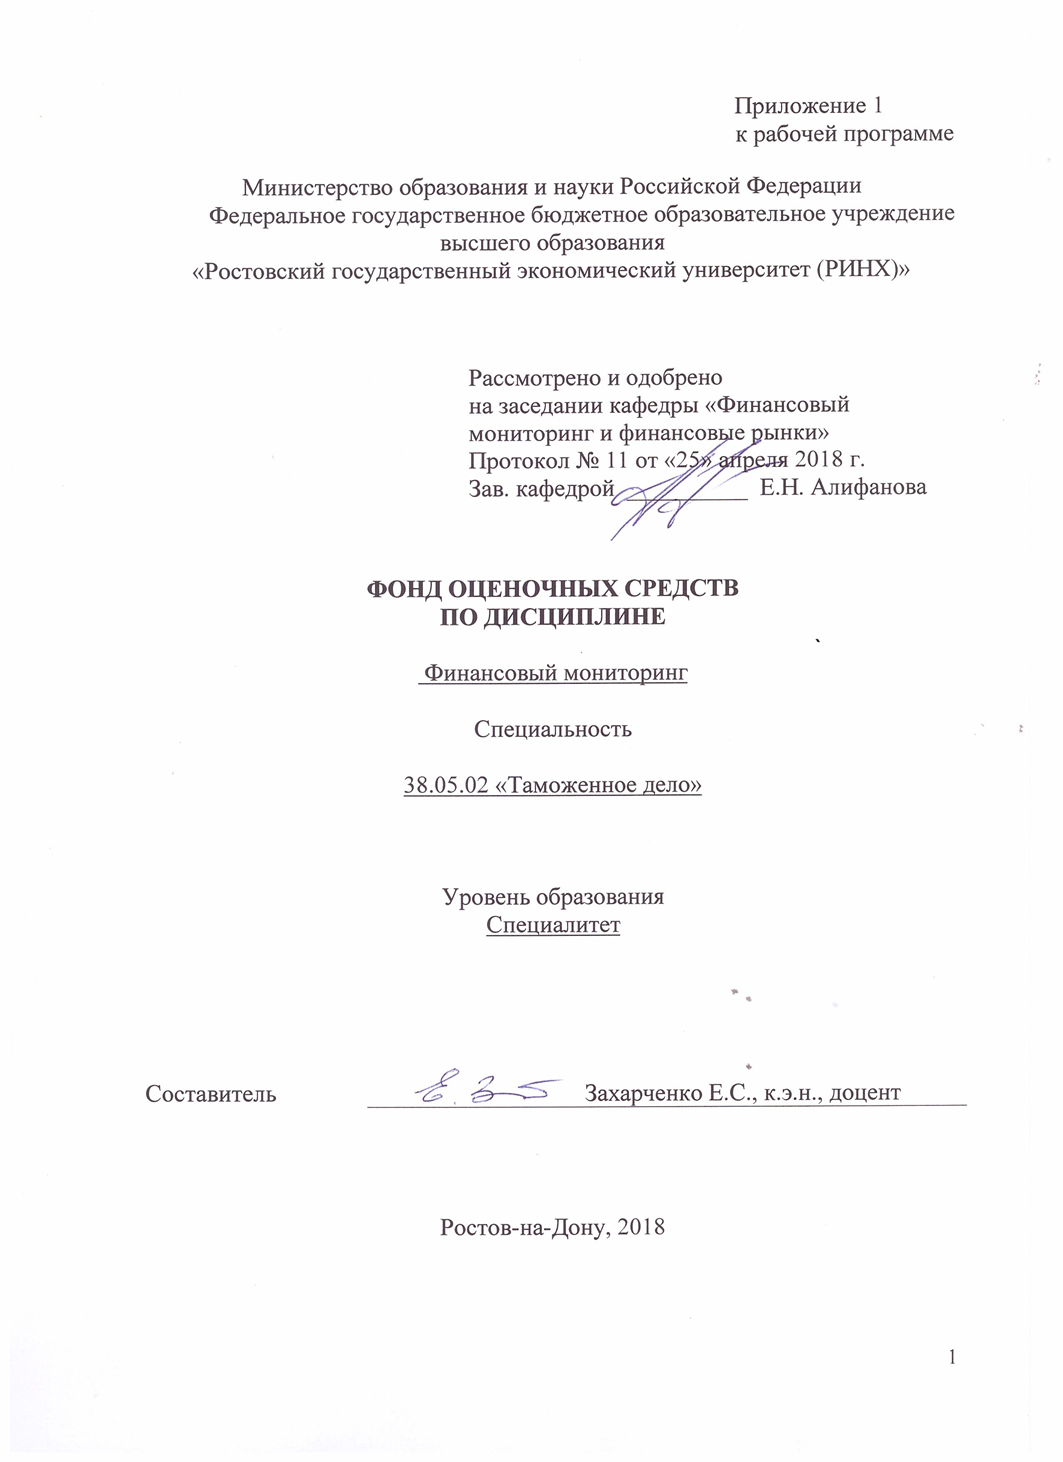 Приложение 1
к рабочей программе
Министерство образования и науки Российской Федерации
Федеральное государственное бюджетное образовательное учреждение
высшего образования
«Ростовский государственный экономический университет (РИНХ)»
Рассмотрено и одобрено
на заседании кафедры «Финансовый
мониторинг и финансовые рынки»
Протокол № 11 от «25» апреля 2018 г.
Зав. кафедрой __________ Е.Н. Алифанова
ФОНД ОЦЕНОЧНЫХ СРЕДСТВ
ПО ДИСЦИПЛИНЕ
Финансовый мониторинг
Специальность
38.05.02 «Таможенное дело»
Уровень образования
Специалитет
Составитель Захарченко Е.С., к.э.н., доцент
Ростов-на-Дону, 2018
1